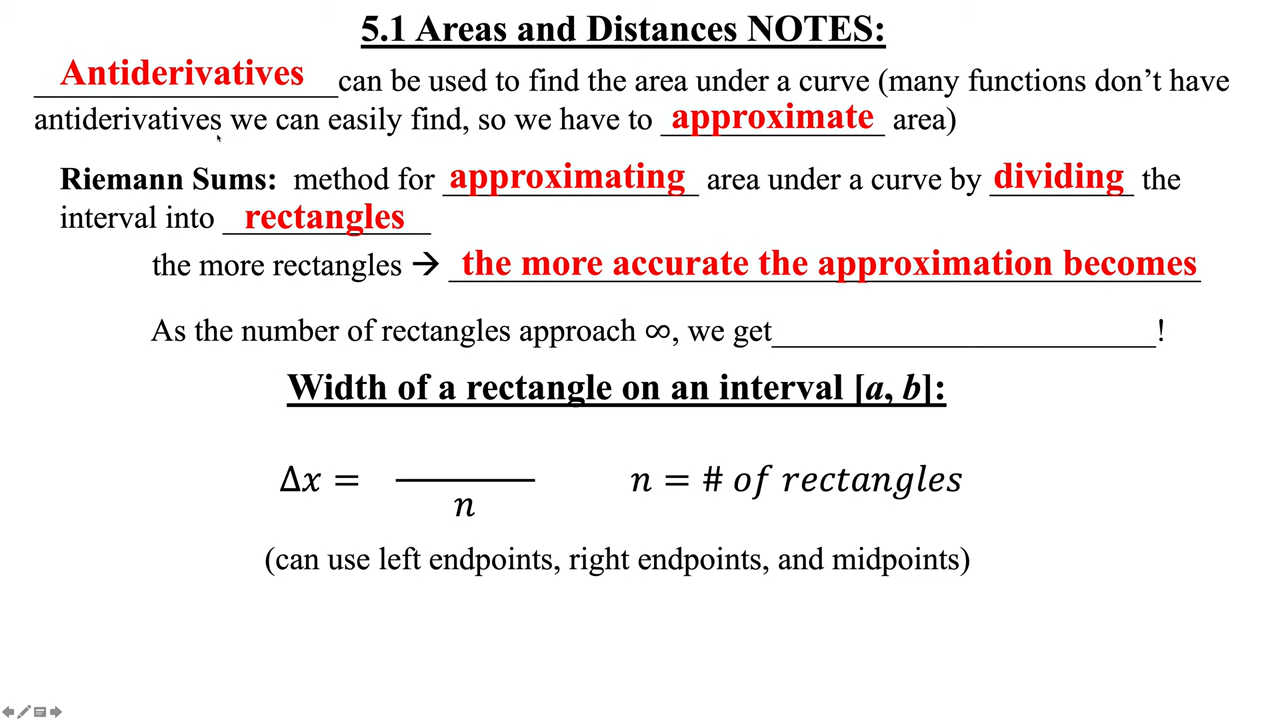 5.1 Areas and Distances NOTES:
Antiderivatives can be used to find the area under a curve (many functions don’t have
antiderivatives we can easily find, so we have to approximate area)
Riemann Sums: method for approximating area under a curve by dividing the
interval into rectangles
the more rectangles → the more accurate the approximation becomes
As the number of rectangles approach ∞, we get________________________!
Width of a rectangle on an interval [a, b]:
Δx = ———
n = # of rectangles
n
(can use left endpoints, right endpoints, and midpoints)